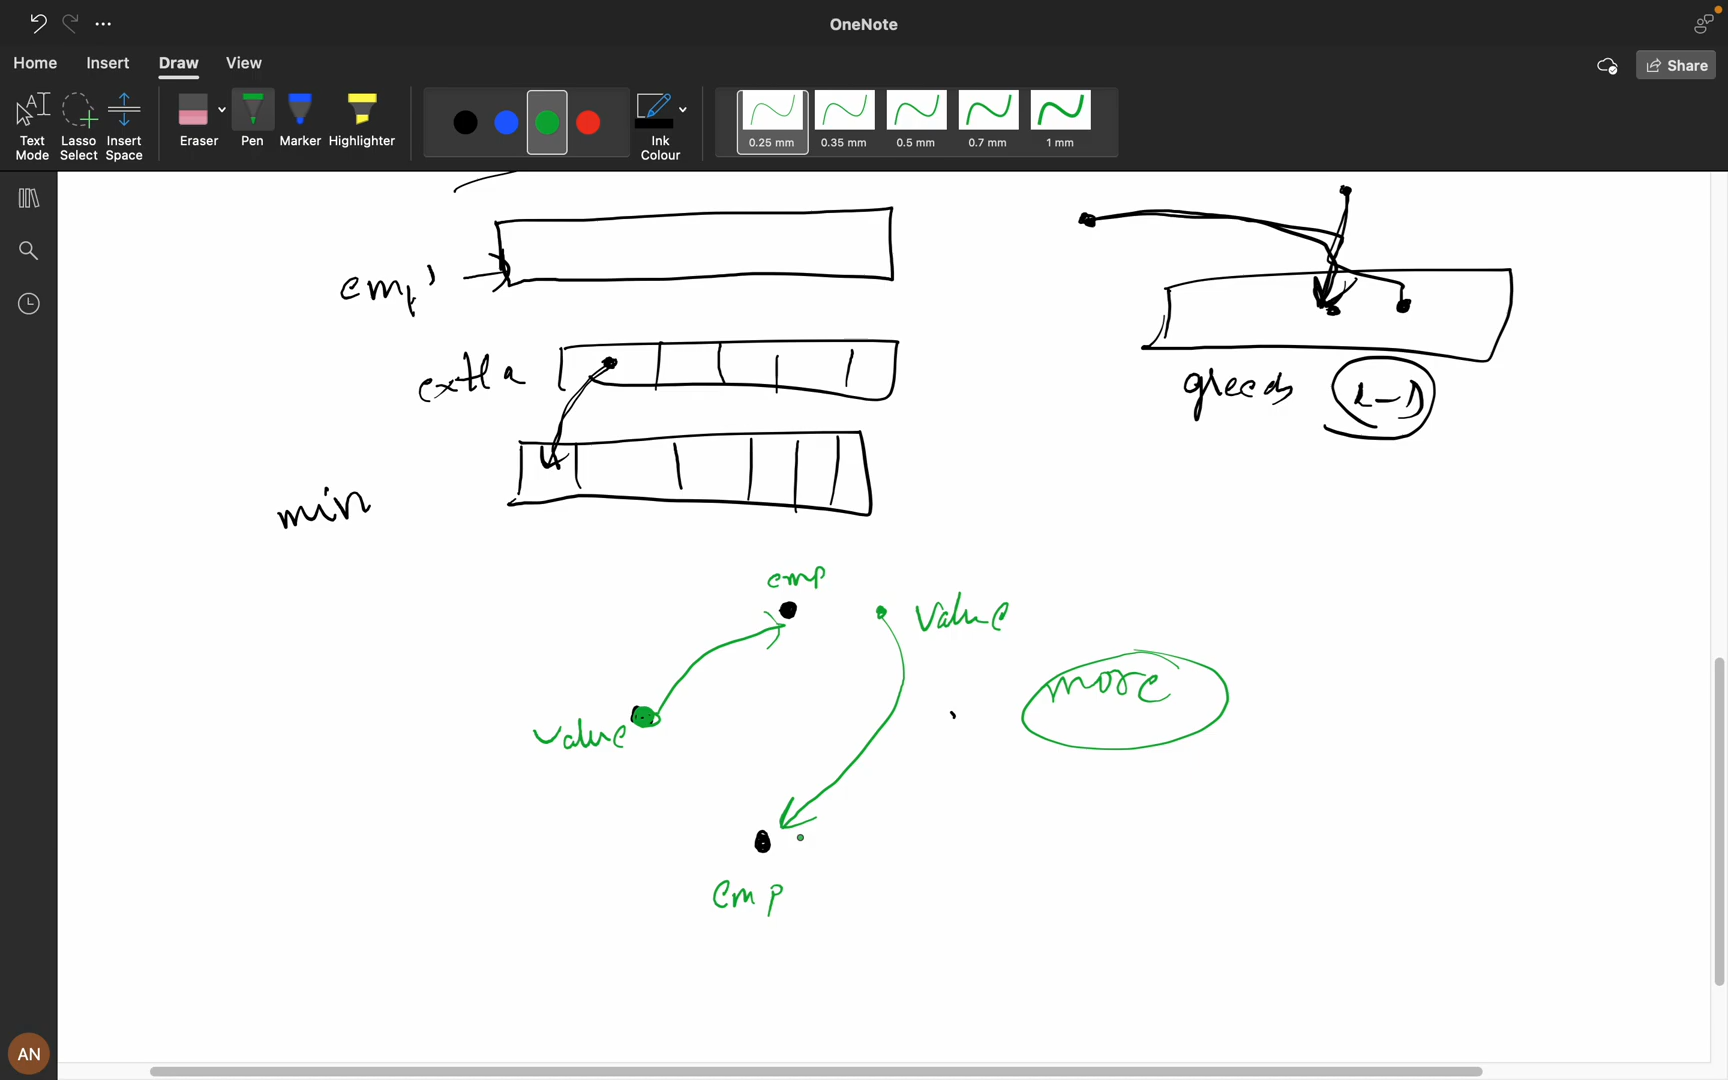 OneNote
Home Insert Draw View
Share
Text Mode
Lasso Select
Insert Space
Eraser
Pen
Marker
Highlighter
Ink Colour
0.25 mm
0.35 mm
0.5 mm
0.7 mm
1 mm
emp'
extra
min
greeds
emp
value
value
more
emp
AN